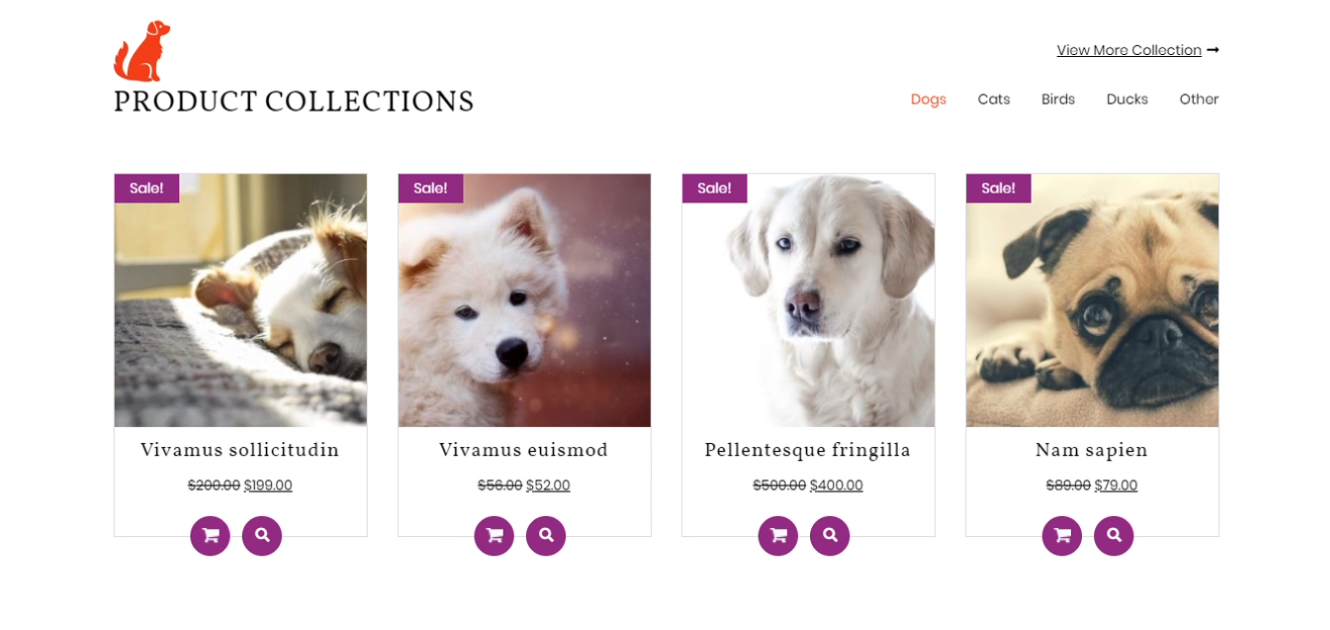 View More Collection
PRODUCT COLLECTIONS
Dogs Cats Birds Ducks Other
Sale! Sale! Sale! Sale!
Vivamus sollicitudin Vivamus euismod Pellentesque fringilla Nam sapien
$200.00 $199.00 $56.00 $52.00 $500.00 $400.00 $89.00 $79.00